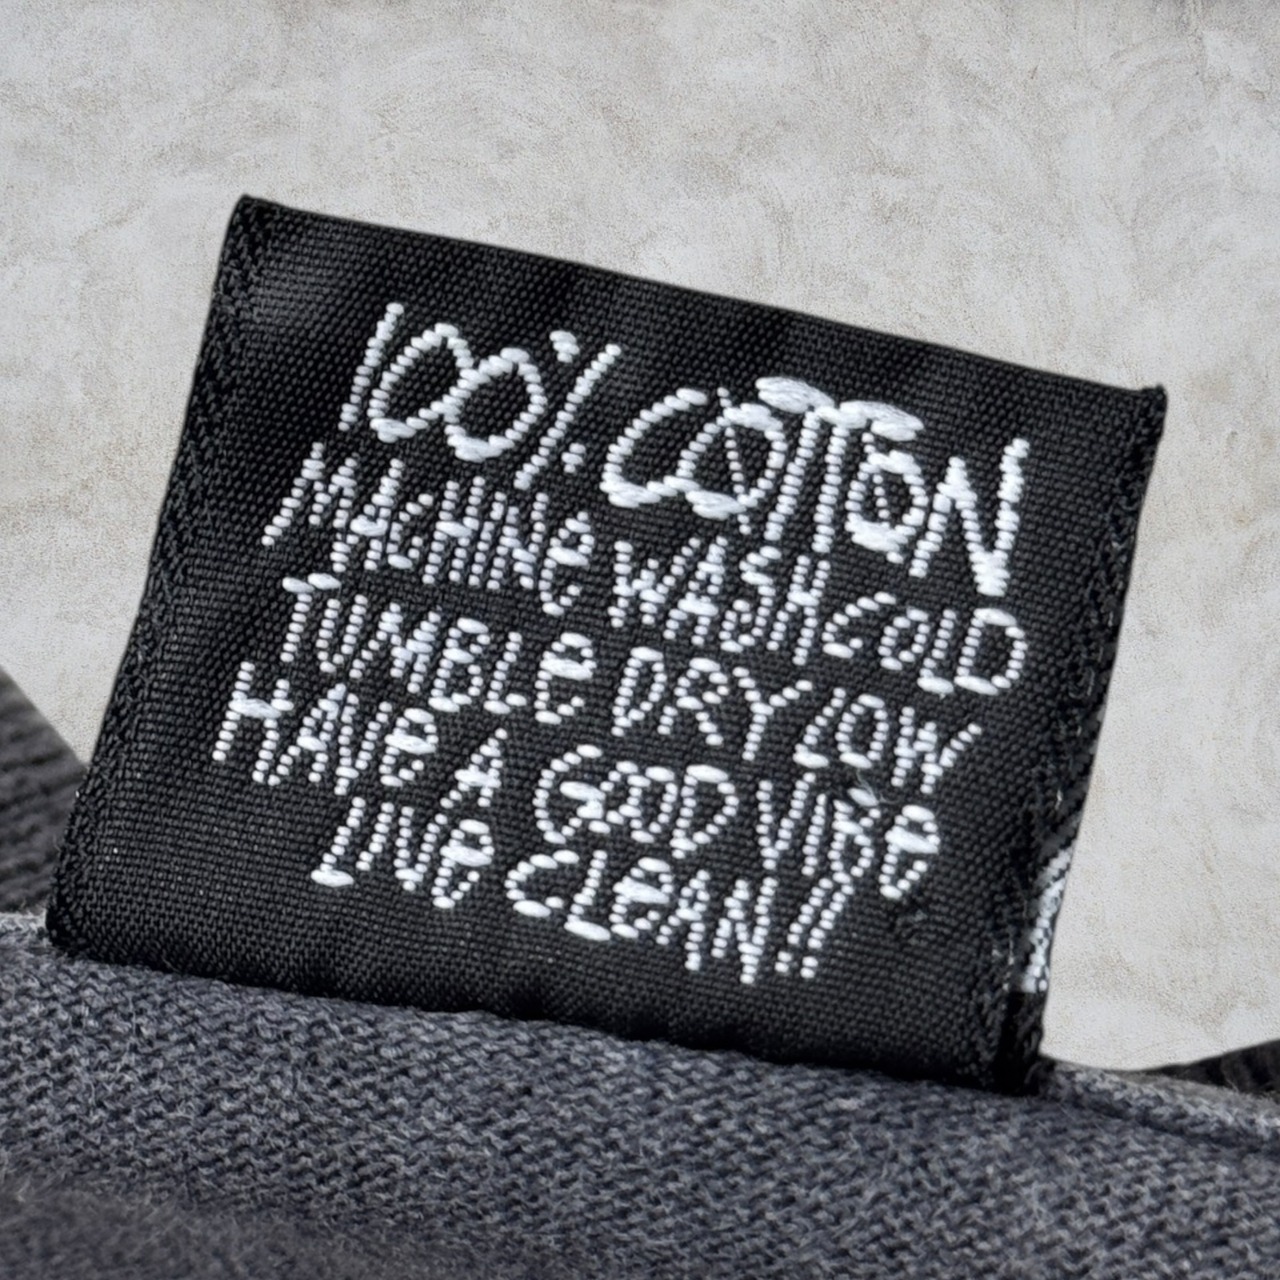 100% COTTON
MACHINe WASH COLD
TUMBLe DRY LOW
HAVe A GOOD VIBe
LIVe CLeAN!!